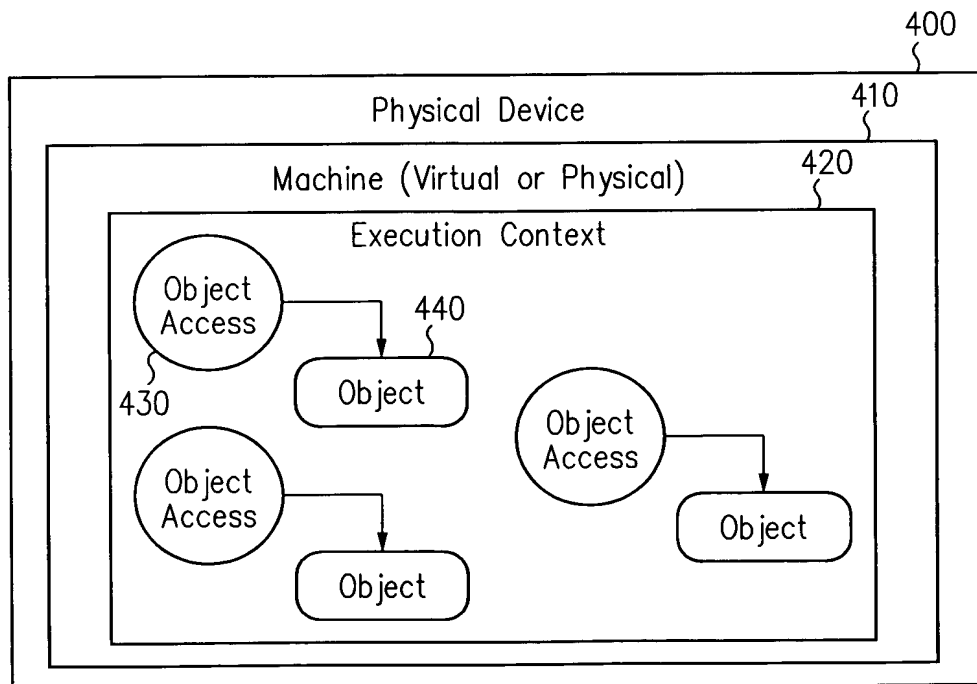 400
Physical Device
410
Machine (Virtual or Physical)
420
Execution Context
Object
Access
430
440
Object
Object
Access
Object
Object
Access
Object